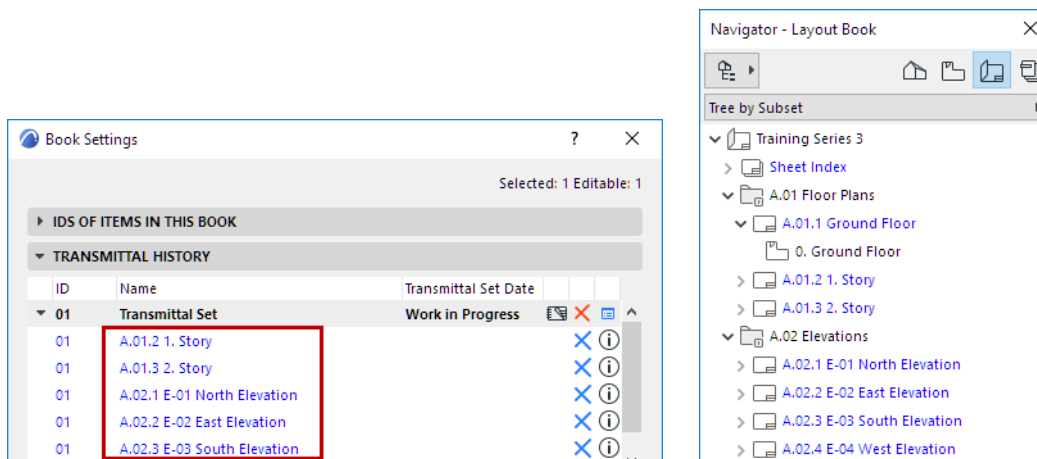 Book Settings
?
Selected: 1 Editable: 1
IDS OF ITEMS IN THIS BOOK
TRANSMITTAL HISTORY
ID Name Transmittal Set Date
01 Transmittal Set Work in Progress
01 A.01.2 1. Story
01 A.01.3 2. Story
01 A.02.1 E-01 North Elevation
01 A.02.2 E-02 East Elevation
01 A.02.3 E-03 South Elevation
Navigator - Layout Book
Tree by Subset
Training Series 3
Sheet Index
A.01 Floor Plans
A.01.1 Ground Floor
0. Ground Floor
A.01.2 1. Story
A.01.3 2. Story
A.02 Elevations
A.02.1 E-01 North Elevation
A.02.2 E-02 East Elevation
A.02.3 E-03 South Elevation
A.02.4 E-04 West Elevation